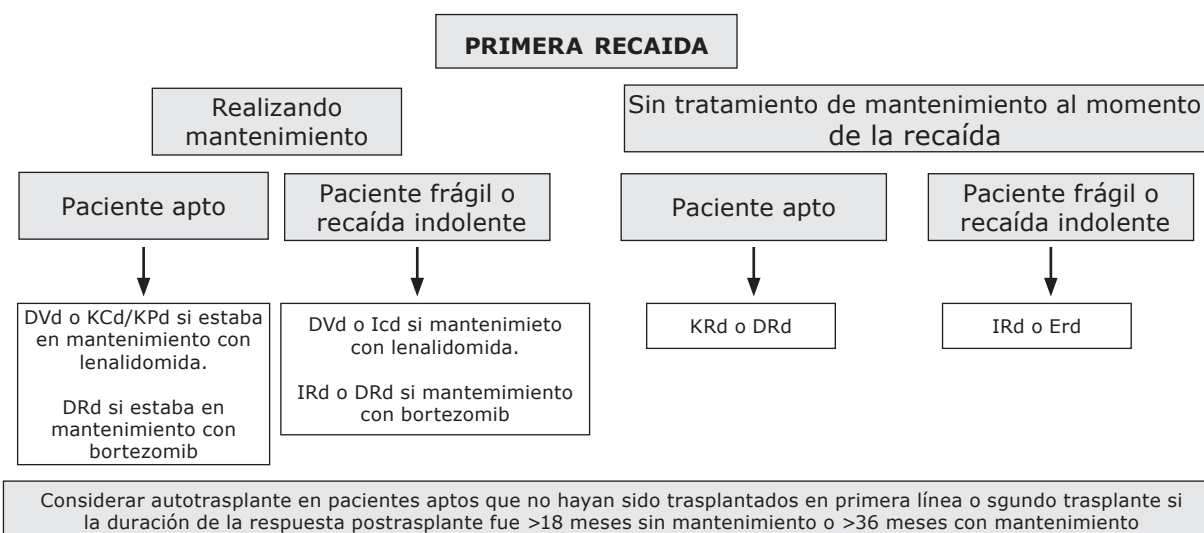 PRIMERA RECAIDA
Realizando
mantenimiento
Sin tratamiento de mantenimiento al momento
de la recaída
Paciente apto
Paciente frágil o
recaída indolente
Paciente apto
Paciente frágil o
recaída indolente
DVd o KCd/KPd si estaba
en mantenimiento con
lenalidomida.
DRd si estaba en
mantenimiento con
bortezomib
DVd o Icd si mantenimieto
con lenalidomida.
IRd o DRd si mantemimiento
con bortezomib
KRd o DRd
IRd o Erd
Considerar autotrasplante en pacientes aptos que no hayan sido trasplantados en primera línea o sgundo trasplante si
la duración de la respuesta postrasplante fue >18 meses sin mantenimiento o >36 meses con mantenimiento